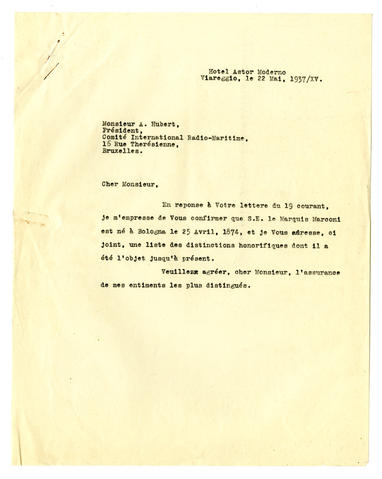 Hotel Astor Moderno
Viareggio, le 22 Mai, 1937/XV.
Monsieur A. Hubert,
Président,
Comité International Radio-Maritime,
16 Rue Therésienne,
Bruxelles.
Cher Monsieur,
En reponse à Votre lettere du 19 courant,
je m'empresse de Vous confirmer que S.E. le Marquis Marconi
est né à Bologna le 25 Avril, 1874, et je Vous adresse, ci
joint, une liste des distinctions honorifiques dont il a
été l'objet jusqu'à présent.
Veuillez agréer, cher Monsieur, l'assurance
de mes entiments les plus distingués.